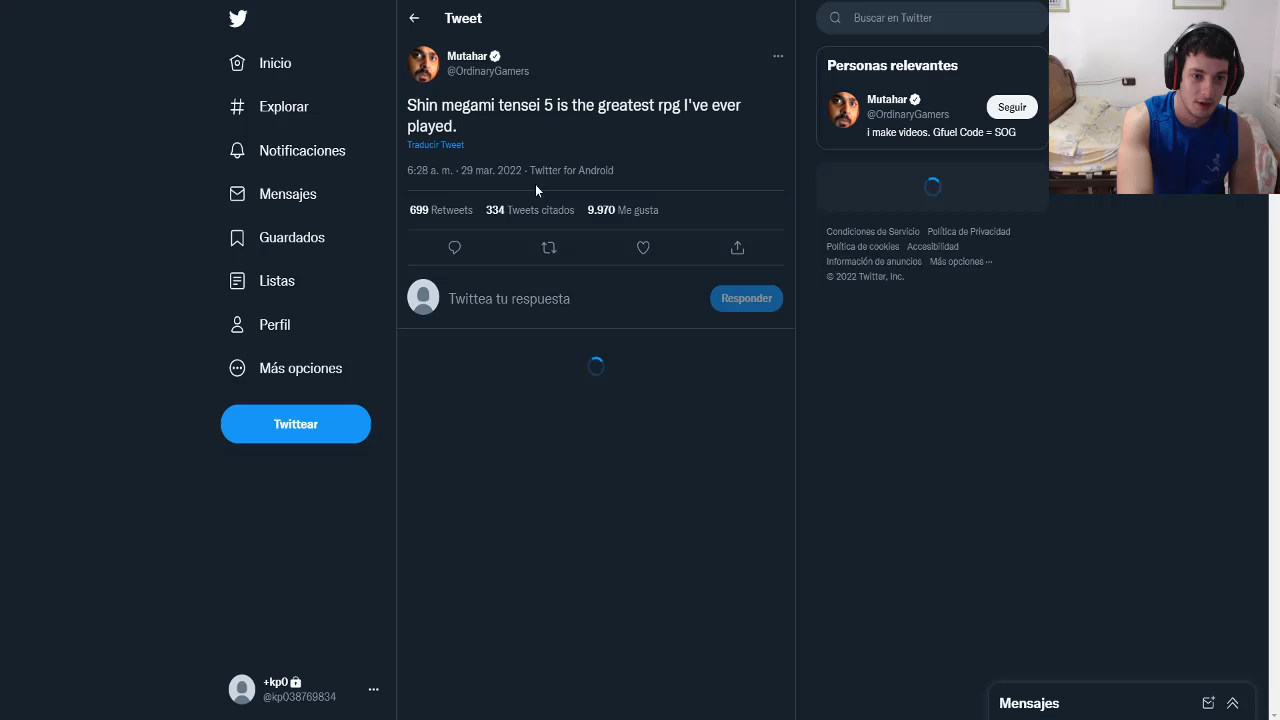 Inicio
Explorar
Notificaciones
Mensajes
Guardados
Listas
Perfil
Más opciones
Twittear
+kp0
@kp038769834
Tweet
Mutahar
@OrdinaryGamers
Shin megami tensei 5 is the greatest rpg I've ever
played.
Traducir Tweet
6:28 a. m. · 29 mar. 2022 · Twitter for Android
699 Retweets 334 Tweets citados 9.970 Me gusta
Twittea tu respuesta
Responder
Buscar en Twitter
Personas relevantes
Mutahar
@OrdinaryGamers
Seguir
i make videos. Gfuel Code = SOG
Condiciones de Servicio Política de Privacidad
Política de cookies Accesibilidad
Información de anuncios Más opciones ···
© 2022 Twitter, Inc.
Mensajes